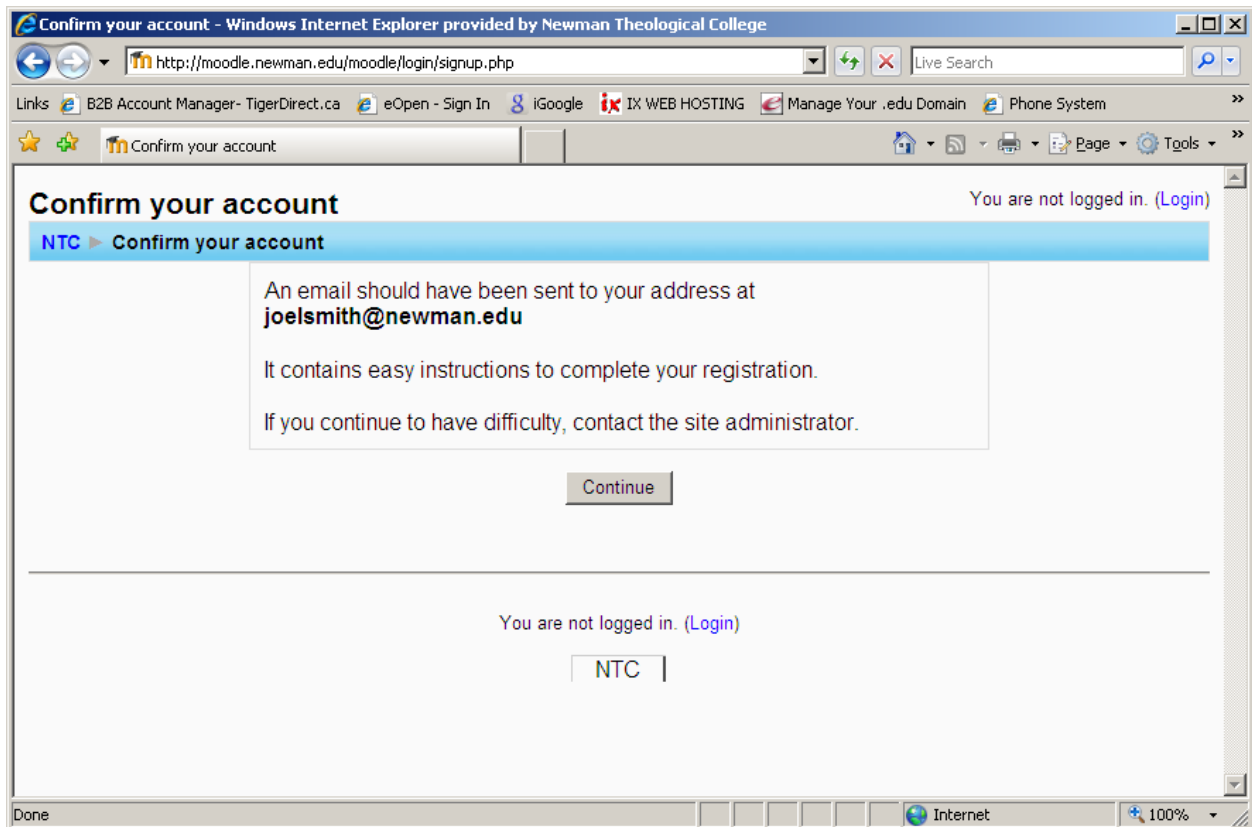 Confirm your account - Windows Internet Explorer provided by Newman Theological College
http://moodle.newman.edu/moodle/login/signup.php Live Search
Links B2B Account Manager- TigerDirect.ca eOpen - Sign In iGoogle IX WEB HOSTING Manage Your .edu Domain Phone System »
Confirm your account Page Tools »
Confirm your account You are not logged in. (Login)
NTC ► Confirm your account
An email should have been sent to your address at
joelsmith@newman.edu
It contains easy instructions to complete your registration.
If you continue to have difficulty, contact the site administrator.
Continue
You are not logged in. (Login)
NTC
Done Internet 100%